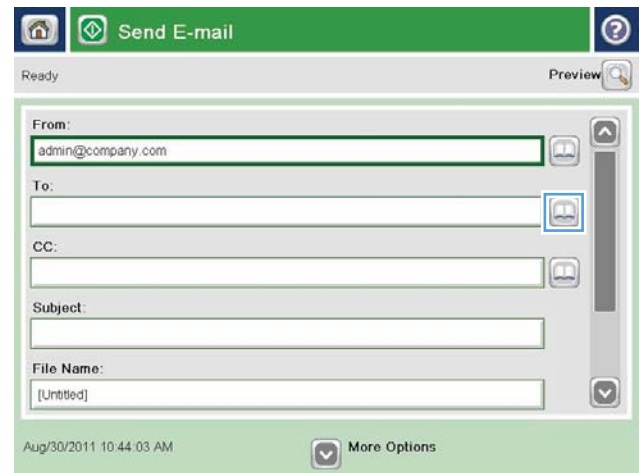 Send E-mail
Ready
Preview
From:
admin@company.com
To:
CC:
Subject:
File Name:
[Untitled]
Aug/30/2011 10:44:03 AM
More Options